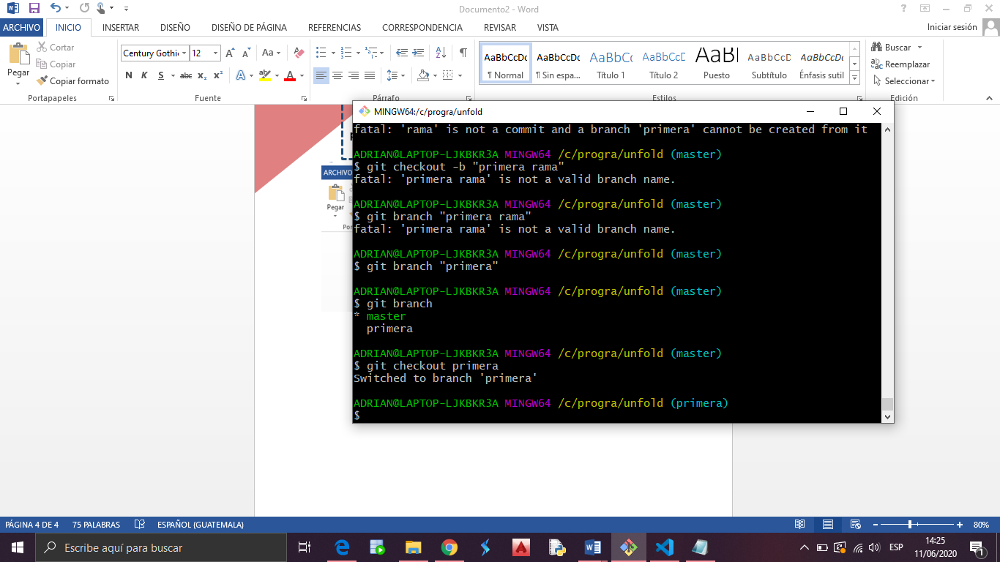 Documento2 - Word
ARCHIVO INICIO INSERTAR DISEÑO DISEÑO DE PÁGINA REFERENCIAS CORRESPONDENCIA REVISAR VISTA Iniciar sesión
Pegar
Cortar
Copiar
Copiar formato
Portapapeles
Century Gothi 12
N K S abc x₂ x²
Fuente
Párrafo
AaBbCcDc AaBbCcDc AaBbCc AaBbCcD AaB AaBbCcD AaBbCcDc
¶ Normal ¶ Sin espa... Título 1 Título 2 Puesto Subtítulo Énfasis sutil
Estilos
Buscar
Reemplazar
Seleccionar
Edición
ARCHIVO
Pegar
MINGW64:/c/progra/unfold
fatal: 'rama' is not a commit and a branch 'primera' cannot be created from it
ADRIAN@LAPTOP-LJKBKR3A MINGW64 /c/progra/unfold (master)
$ git checkout -b "primera rama"
fatal: 'primera rama' is not a valid branch name.
ADRIAN@LAPTOP-LJKBKR3A MINGW64 /c/progra/unfold (master)
$ git branch "primera rama"
fatal: 'primera rama' is not a valid branch name.
ADRIAN@LAPTOP-LJKBKR3A MINGW64 /c/progra/unfold (master)
$ git branch "primera"
ADRIAN@LAPTOP-LJKBKR3A MINGW64 /c/progra/unfold (master)
$ git branch
* master
primera
ADRIAN@LAPTOP-LJKBKR3A MINGW64 /c/progra/unfold (master)
$ git checkout primera
Switched to branch 'primera'
ADRIAN@LAPTOP-LJKBKR3A MINGW64 /c/progra/unfold (primera)
$
PÁGINA 4 DE 4 75 PALABRAS ESPAÑOL (GUATEMALA) 80%
Escribe aquí para buscar
ESP
14:25
11/06/2020
1